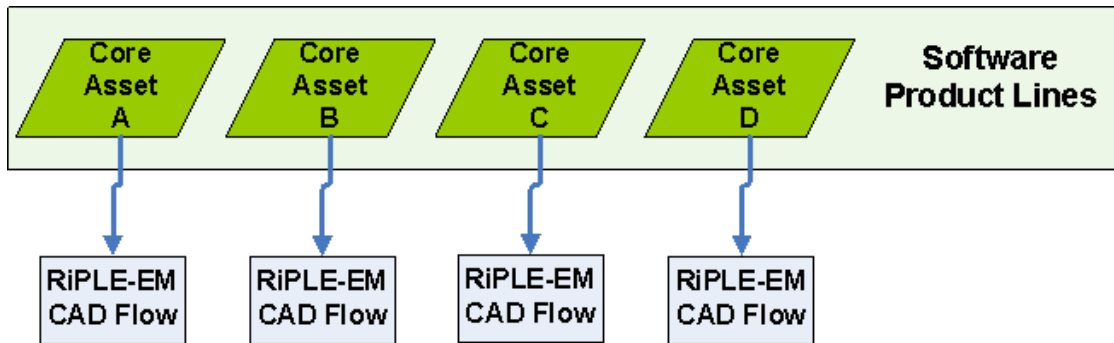 Core
Asset
A
Core
Asset
B
Core
Asset
C
Core
Asset
D
Software
Product Lines
RiPLE-EM
CAD Flow
RiPLE-EM
CAD Flow
RiPLE-EM
CAD Flow
RiPLE-EM
CAD Flow